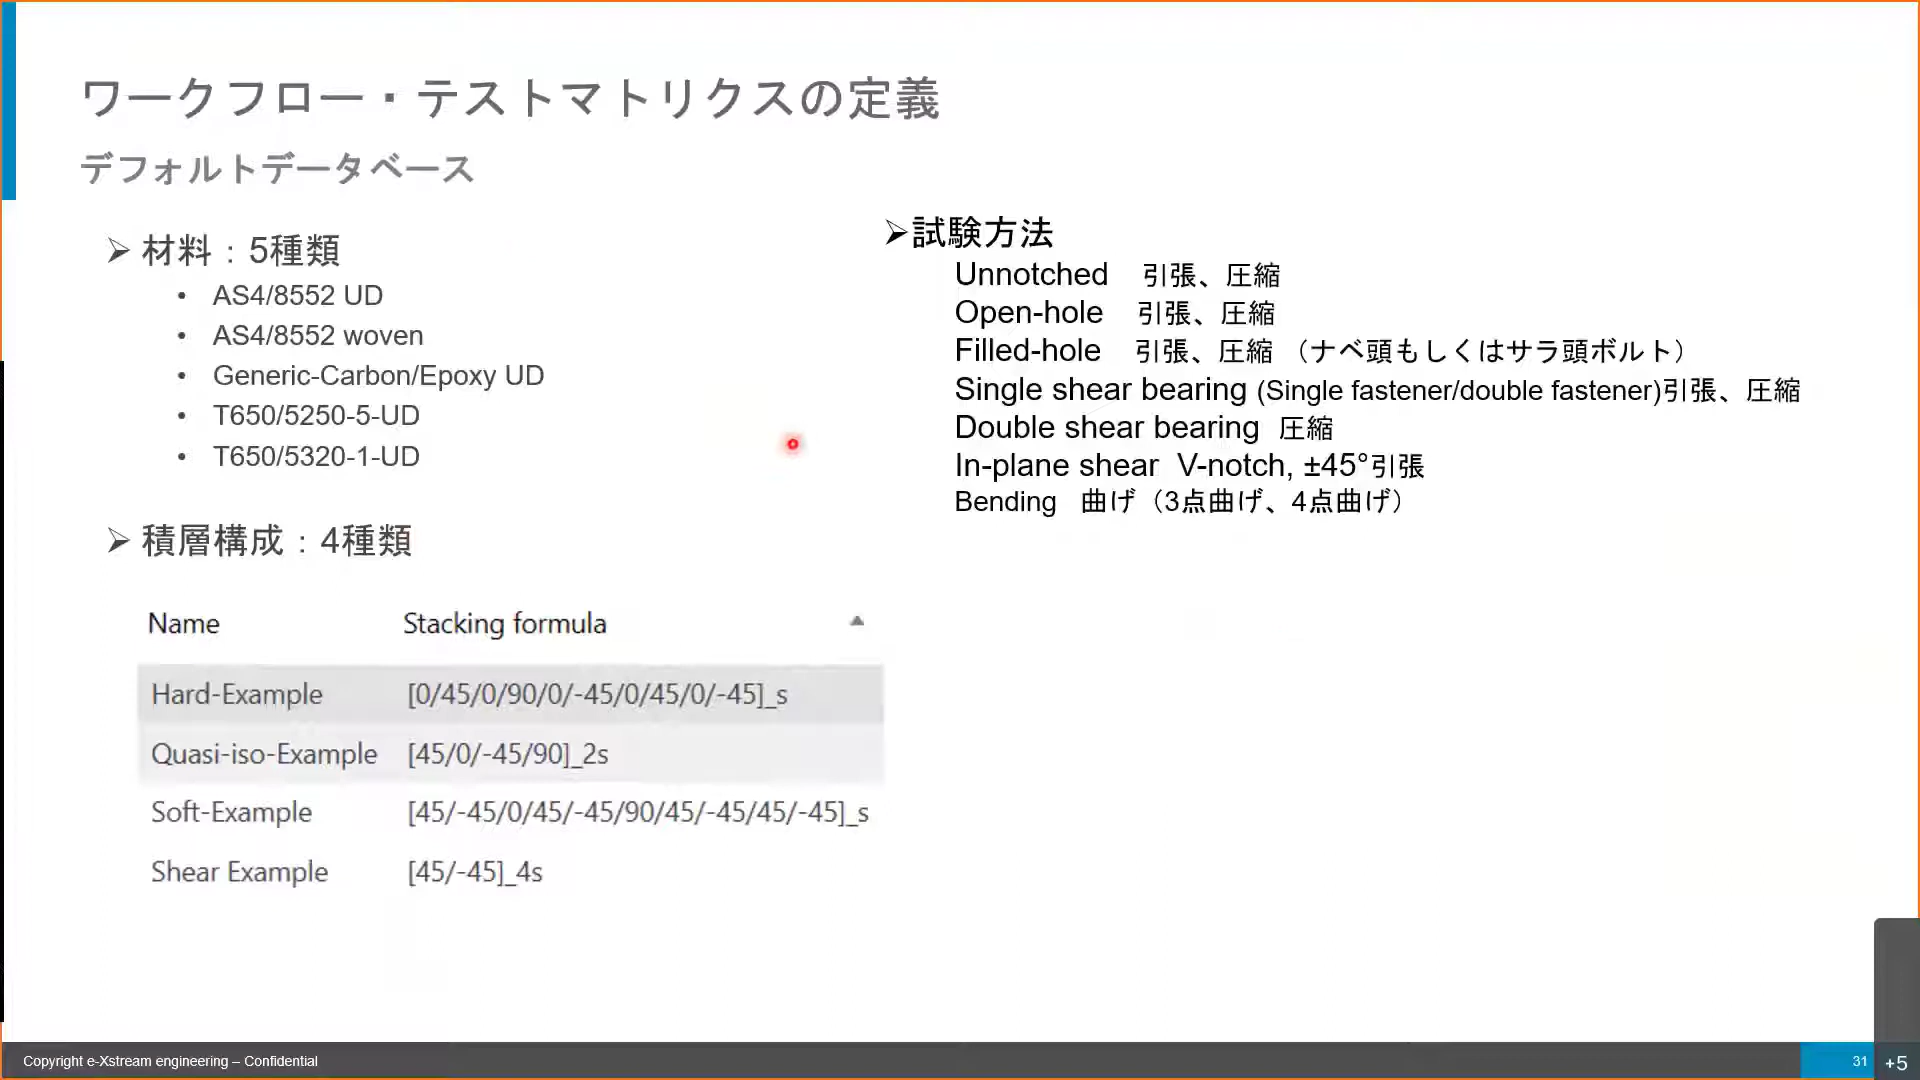 ワークフロー・テストマトリクスの定義
デフォルトデータベース
➢ 材料：5種類
• AS4/8552 UD
• AS4/8552 woven
• Generic-Carbon/Epoxy UD
• T650/5250-5-UD
• T650/5320-1-UD
➢ 積層構成：4種類
Name Stacking formula
Hard-Example [0/45/0/90/0/-45/0/45/0/-45]_s
Quasi-iso-Example [45/0/-45/90]_2s
Soft-Example [45/-45/0/45/-45/90/45/-45/45/-45]_s
Shear Example [45/-45]_4s
➢試験方法
Unnotched 引張、圧縮
Open-hole 引張、圧縮
Filled-hole 引張、圧縮 （ナベ頭もしくはサラ頭ボルト）
Single shear bearing (Single fastener/double fastener)引張、圧縮
Double shear bearing 圧縮
In-plane shear V-notch, ±45°引張
Bending 曲げ（3点曲げ、4点曲げ）
Copyright e-Xstream engineering – Confidential
31
+5